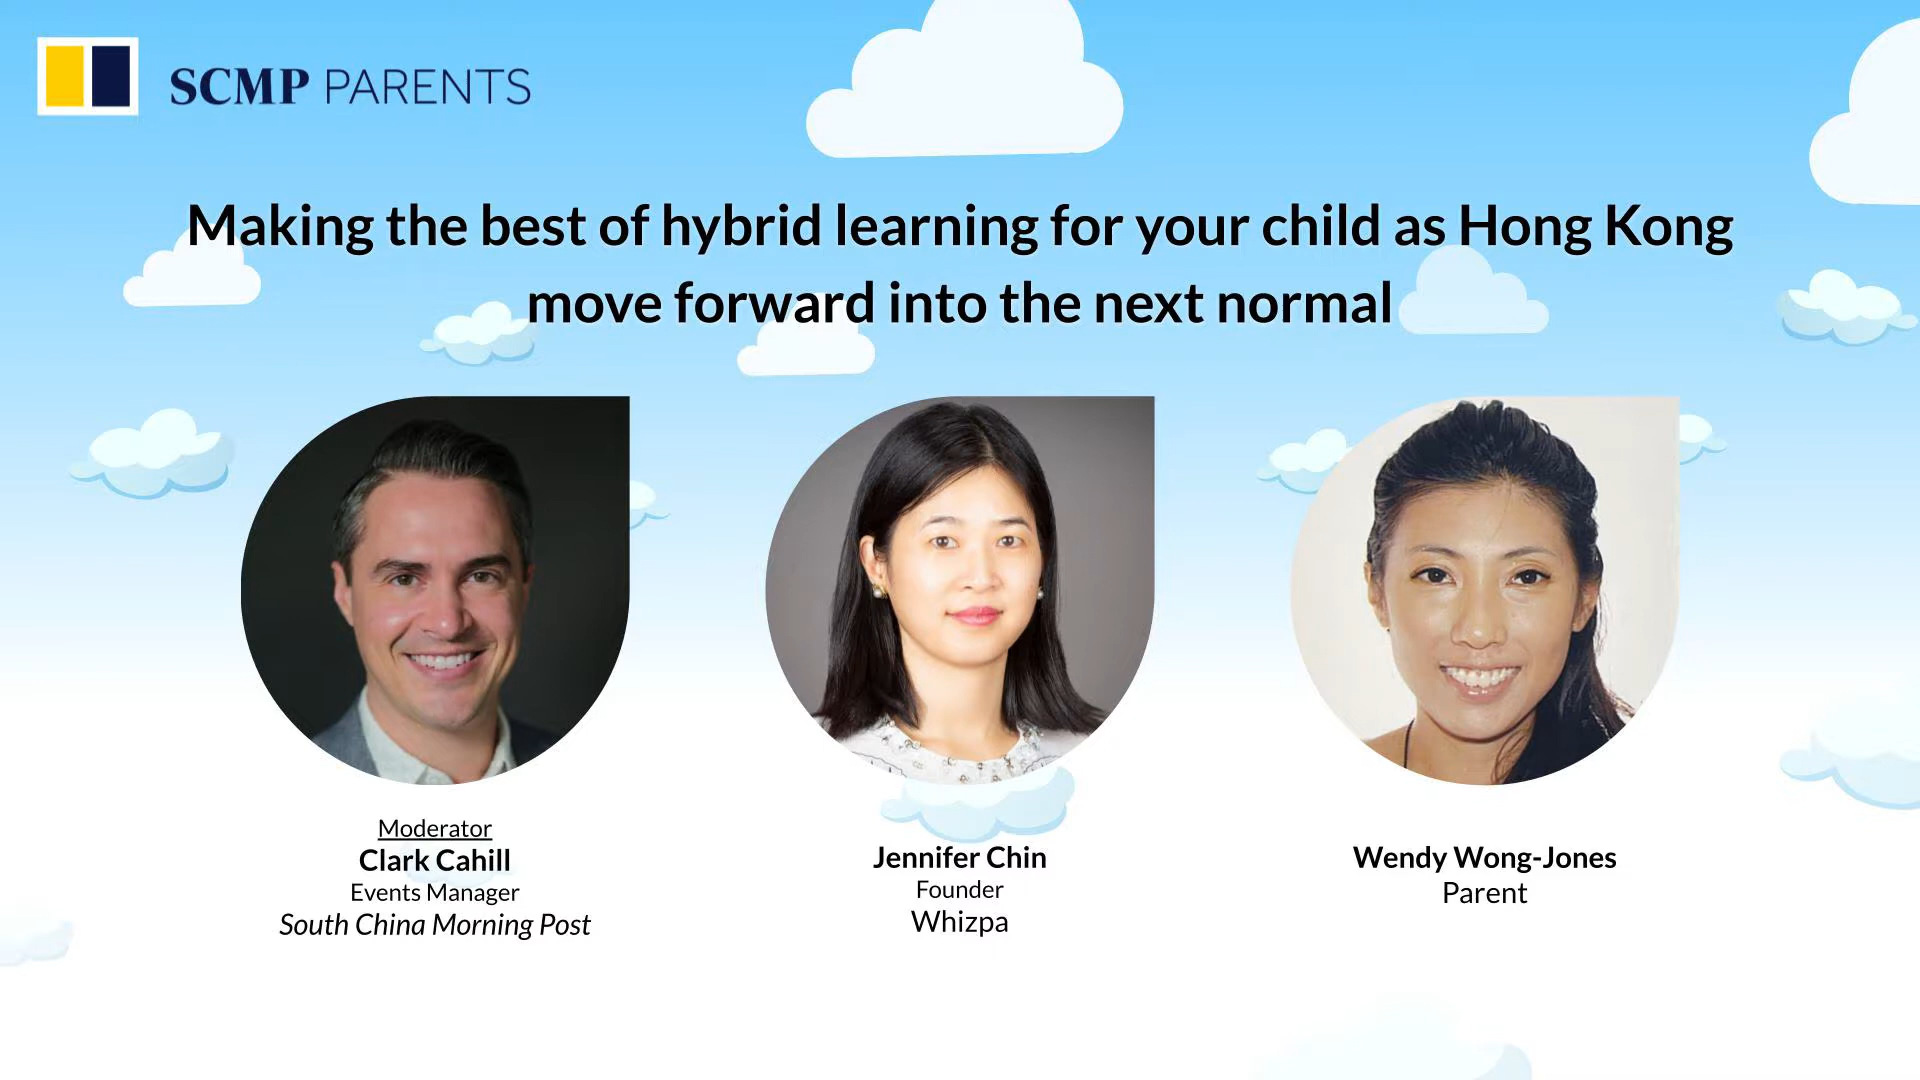 SCMP PARENTS
Making the best of hybrid learning for your child as Hong Kong
move forward into the next normal
Moderator
Clark Cahill
Events Manager
South China Morning Post
Jennifer Chin
Founder
Whizpa
Wendy Wong-Jones
Parent